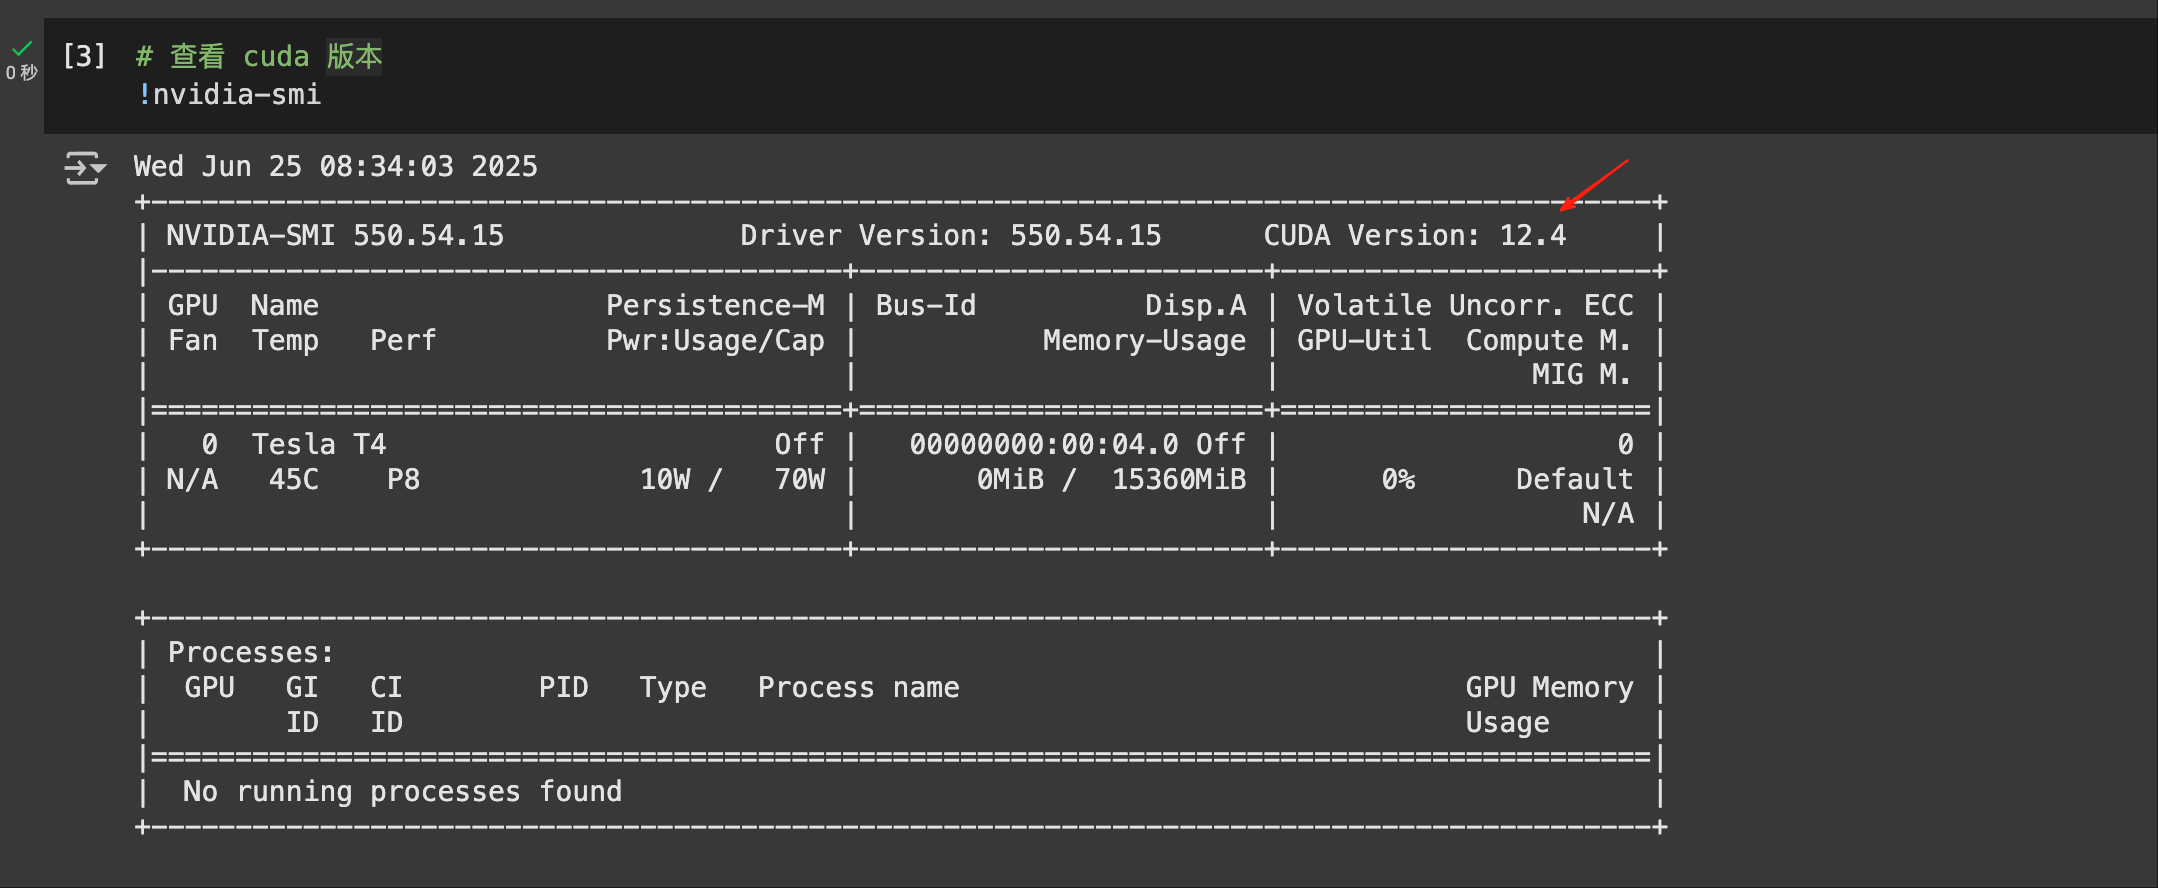 [3] # 查看 cuda 版本
0 秒
!nvidia-smi
Wed Jun 25 08:34:03 2025
+-----------------------------------------------------------------------------------------+
| NVIDIA-SMI 550.54.15              Driver Version: 550.54.15      CUDA Version: 12.4     |
|-----------------------------------------+------------------------+----------------------+
| GPU  Name                 Persistence-M | Bus-Id          Disp.A | Volatile Uncorr. ECC |
| Fan  Temp   Perf          Pwr:Usage/Cap |           Memory-Usage | GPU-Util  Compute M. |
|                                         |                        |               MIG M. |
|=========================================+========================+======================|
|   0  Tesla T4                       Off |   00000000:00:04.0 Off |                    0 |
| N/A   45C    P8             10W /   70W |       0MiB /  15360MiB |      0%      Default |
|                                         |                        |                  N/A |
+-----------------------------------------+------------------------+----------------------+
+-----------------------------------------------------------------------------------------+
| Processes:                                                                              |
|  GPU   GI   CI        PID   Type   Process name                              GPU Memory |
|        ID   ID                                                               Usage      |
|=========================================================================================|
|  No running processes found                                                             |
+-----------------------------------------------------------------------------------------+